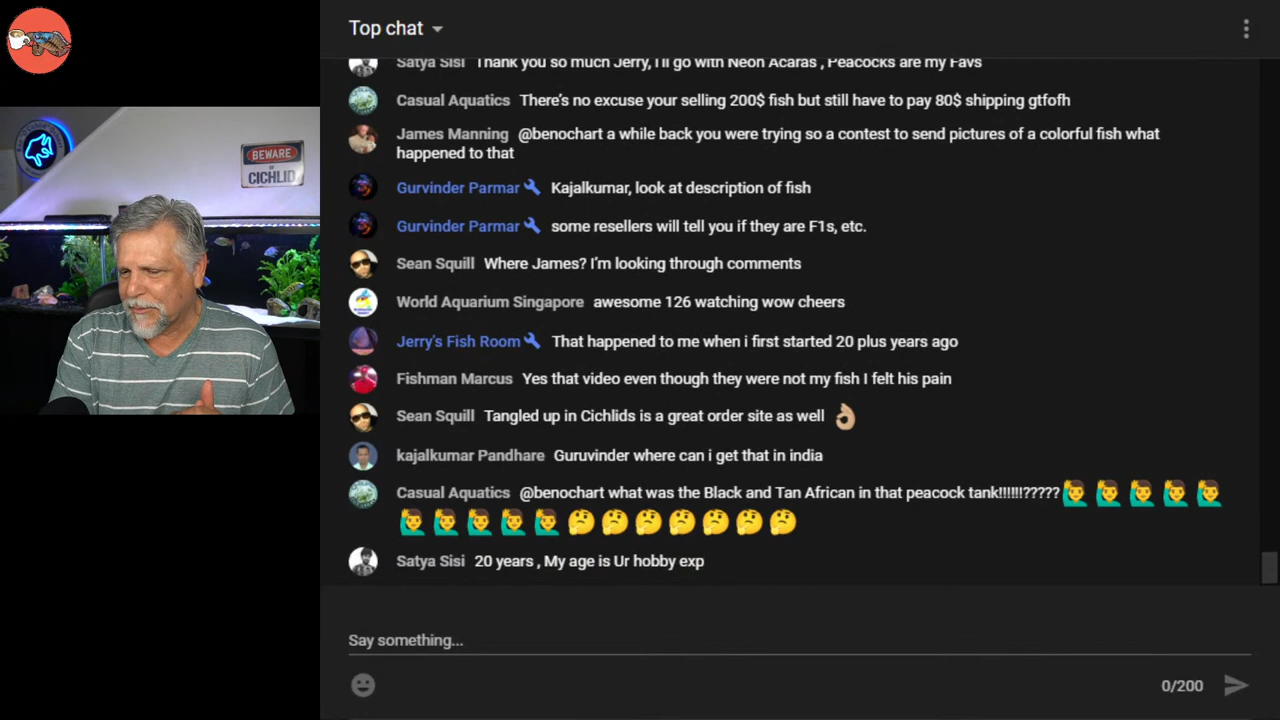 Top chat
Satya Sisi Thank you so much Jerry, I'll go with Neon Acaras , Peacocks are my Favs
Casual Aquatics There's no excuse your selling 200$ fish but still have to pay 80$ shipping gtfofh
James Manning @benochart a while back you were trying so a contest to send pictures of a colorful fish what
happened to that
Gurvinder Parmar Kajalkumar, look at description of fish
Gurvinder Parmar some resellers will tell you if they are F1s, etc.
Sean Squill Where James? I'm looking through comments
World Aquarium Singapore awesome 126 watching wow cheers
Jerry's Fish Room That happened to me when i first started 20 plus years ago
Fishman Marcus Yes that video even though they were not my fish I felt his pain
Sean Squill Tangled up in Cichlids is a great order site as well 👌🏼
kajalkumar Pandhare Guruvinder where can i get that in india
Casual Aquatics @benochart what was the Black and Tan African in that peacock tank!!!!!!????? 🙋‍♂️🙋‍♂️🙋‍♂️🙋‍♂️🙋‍♂️
🙋‍♂️🙋‍♂️🙋‍♂️🙋‍♂️🙋‍♂️🤔🤔🤔🤔🤔🤔🤔
Satya Sisi 20 years , My age is Ur hobby exp
Say something...
0/200
BEWARE
OF
CICHLID